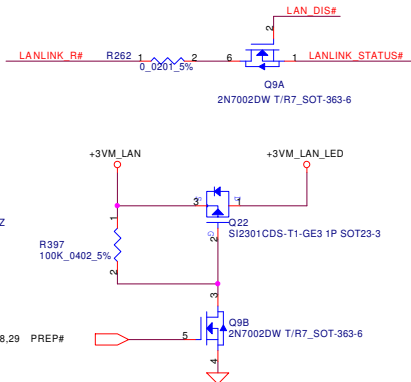 LAN_DIS#
2
LANLINK_R# R262 1 2 6 1 LANLINK_STATUS#
0_0201_5%
Q9A
2N7002DW T/R7_SOT-363-6
+3VM_LAN +3VM_LAN_LED
3 1
Z
1 Q22
SI2301CDS-T1-GE3 1P SOT23-3
R397 G 2
100K_0402_5%
2
3
Q9B
8,29 PREP# 5 2N7002DW T/R7_SOT-363-6
4